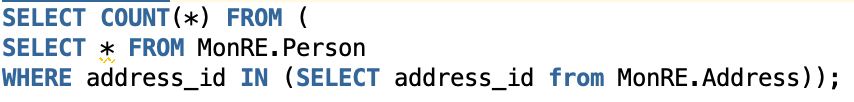 SELECT COUNT(*) FROM (
SELECT * FROM MonRE.Person
WHERE address_id IN (SELECT address_id from MonRE.Address));